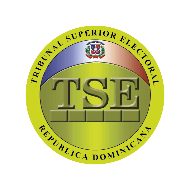 TRIBUNAL SUPERIOR ELECTORAL
TSE
REPUBLICA DOMINICANA